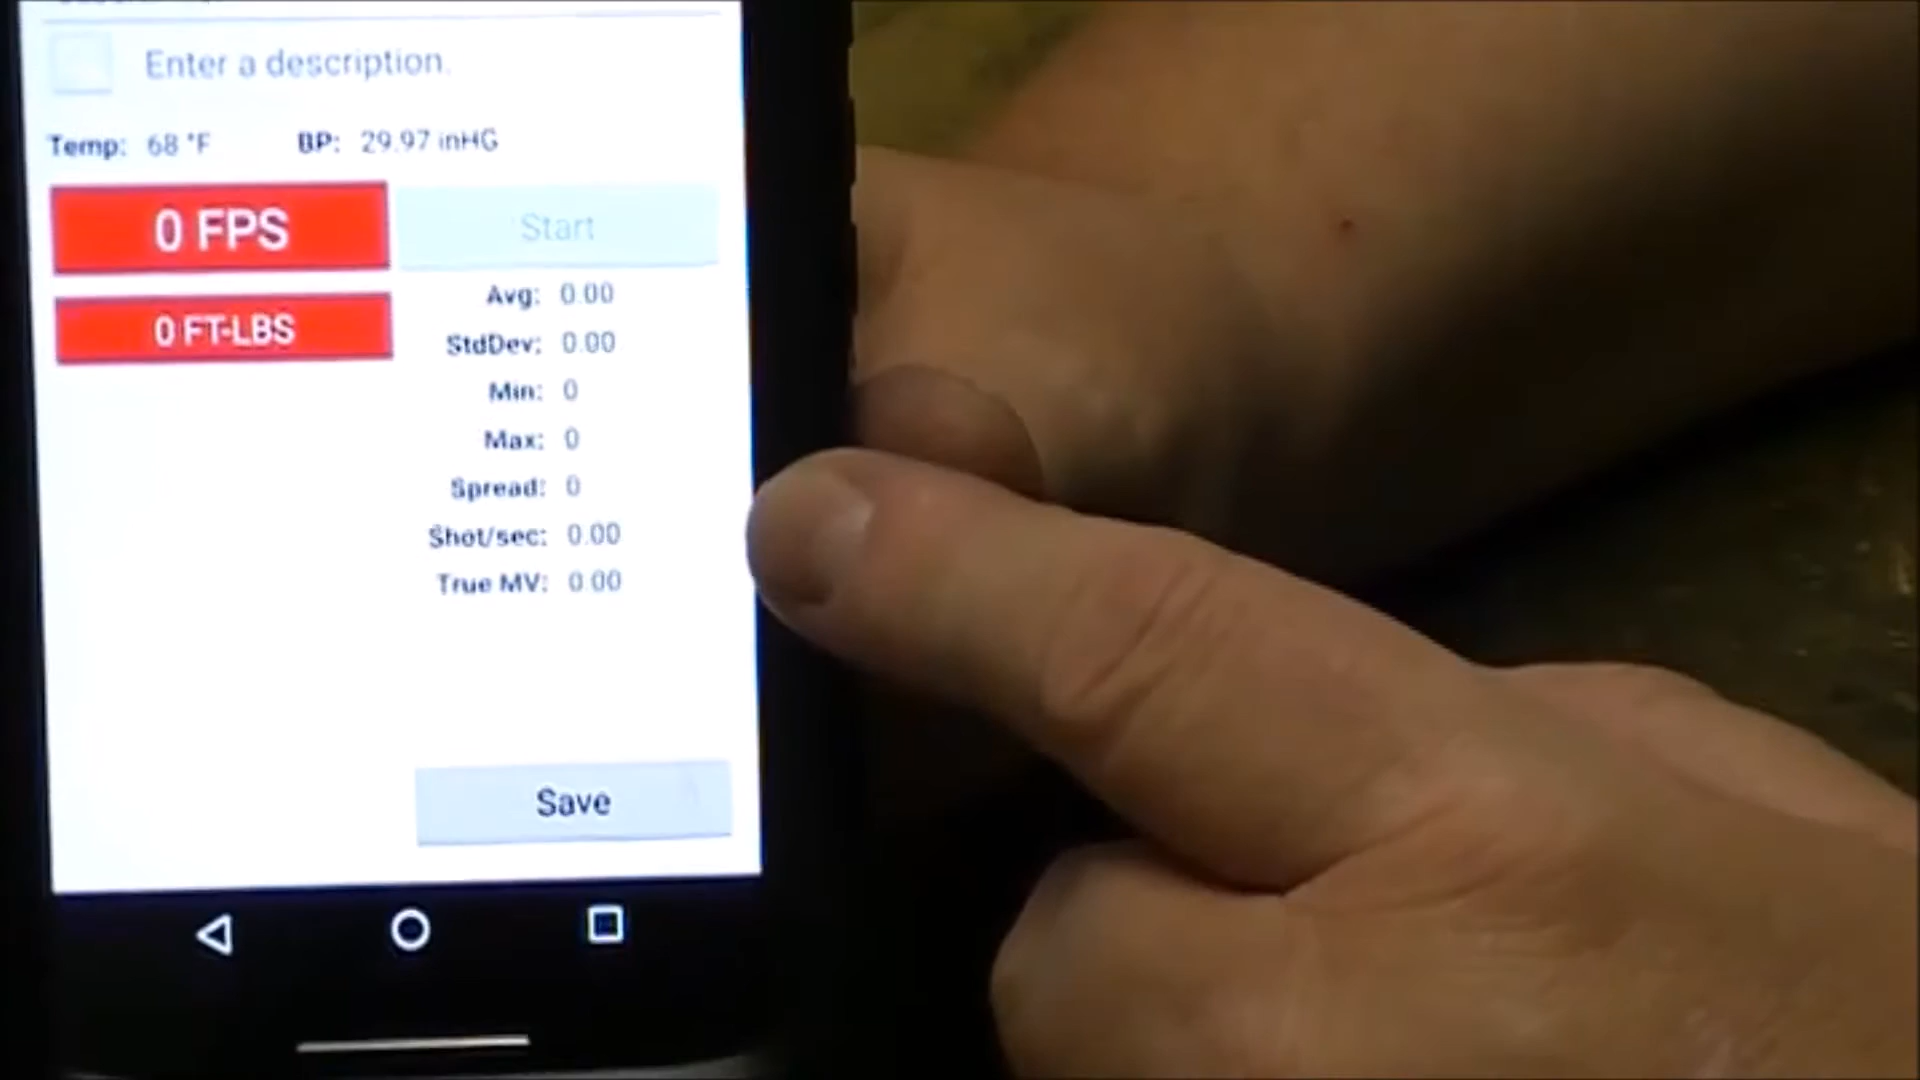 Enter a description.
Temp: 68 °F BP: 29.97 inHG
0 FPS Start
0 FT-LBS
Avg: 0.00
StdDev: 0.00
Min: 0
Max: 0
Spread: 0
Shot/sec: 0.00
True MV: 0.00
Save